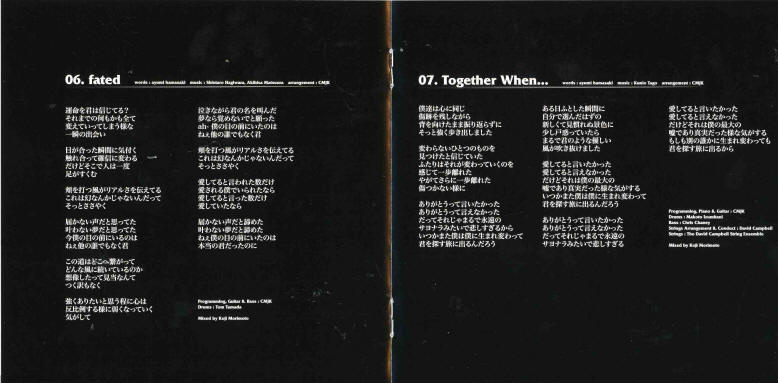 06. fated
words : ayumi hamasaki music : Shintaro Hagiwara, Akihisa Matsuura arrangement : CMJK
運命を君は信じてる?
それまでの何もかも全て
変えていってしまう様な
一瞬の出会い
目が合った瞬間に気付く
触れ合って確信に変わる
だけどそこで人は一度
足がすくむ
頬を打つ風がリアルさを伝えてる
これは幻なんかじゃないんだって
そっとささやく
届かない声だと思ってた
叶わない夢だと思ってた
今僕の目の前にいるのは
ねぇ他の誰でもなく君
この道はどこへ繋がって
どんな風に続いているのか
想像したって見当なんて
つく訳もなく
強くありたいと思う程に心は
反比例する様に弱くなっていく
気がして
泣きながら君の名を叫んだ
夢なら覚めないでと願った
ah- 僕の目の前にいたのは
ねぇ他の誰でもなく君
頬を打つ風がリアルさを伝えてる
これは幻なんかじゃないんだって
そっとささやく
愛してると言われた数だけ
愛される僕でいられたなら
愛してると言った数だけ
愛していたなら
届かない声だと諦めた
叶わない夢だと諦めた
ねぇ僕の目の前にいたのは
本当の君だったのに
Programming, Guitar & Bass : CMJK
Drums : Tom Tamada
Mixed by Koji Morimoto
07. Together When...
words : ayumi hamasaki music : Kunio Tago arrangement : CMJK
僕達は心に同じ
傷跡を残しながら
背を向けたまま振り返らずに
そっと強く歩き出しました
変わらないひとつのものを
見つけたと信じていた
ふたりはそれが変わっていくのを
感じて一歩離れた
やがてさらに一歩離れた
傷つかない様に
ありがとうって言いたかった
ありがとうって言えなかった
だってそれじゃまるで永遠の
サヨナラみたいで悲しすぎるから
いつかまた僕は僕に生まれ変わって
君を探す旅に出るんだろう
ある日ふとした瞬間に
自分で選んだはずの
新しくて見慣れぬ景色に
少し戸惑っていたら
まるで君のような優しい
風が吹き抜けました
愛してると言いたかった
愛してると言えなかった
だけどそれが僕の最大の
嘘であり真実だった様な気がする
いつかまた僕は僕に生まれ変わって
君を探す旅に出るんだろう
ありがとうって言いたかった
ありがとうって言えなかった
だってそれじゃまるで永遠の
サヨナラみたいで悲しすぎる
愛してると言いたかった
愛してると言えなかった
だけどそれは僕の最大の
嘘であり真実だった様な気がする
もしも別の誰かに生まれ変わっても
君を探す旅に出るから
Programming, Piano & Guitar : CMJK
Drums : Makoto Izumitani
Bass : Chris Chaney
Strings Arrangement & Conduct : David Campbell
Strings : The David Campbell String Ensemble
Mixed by Koji Morimoto